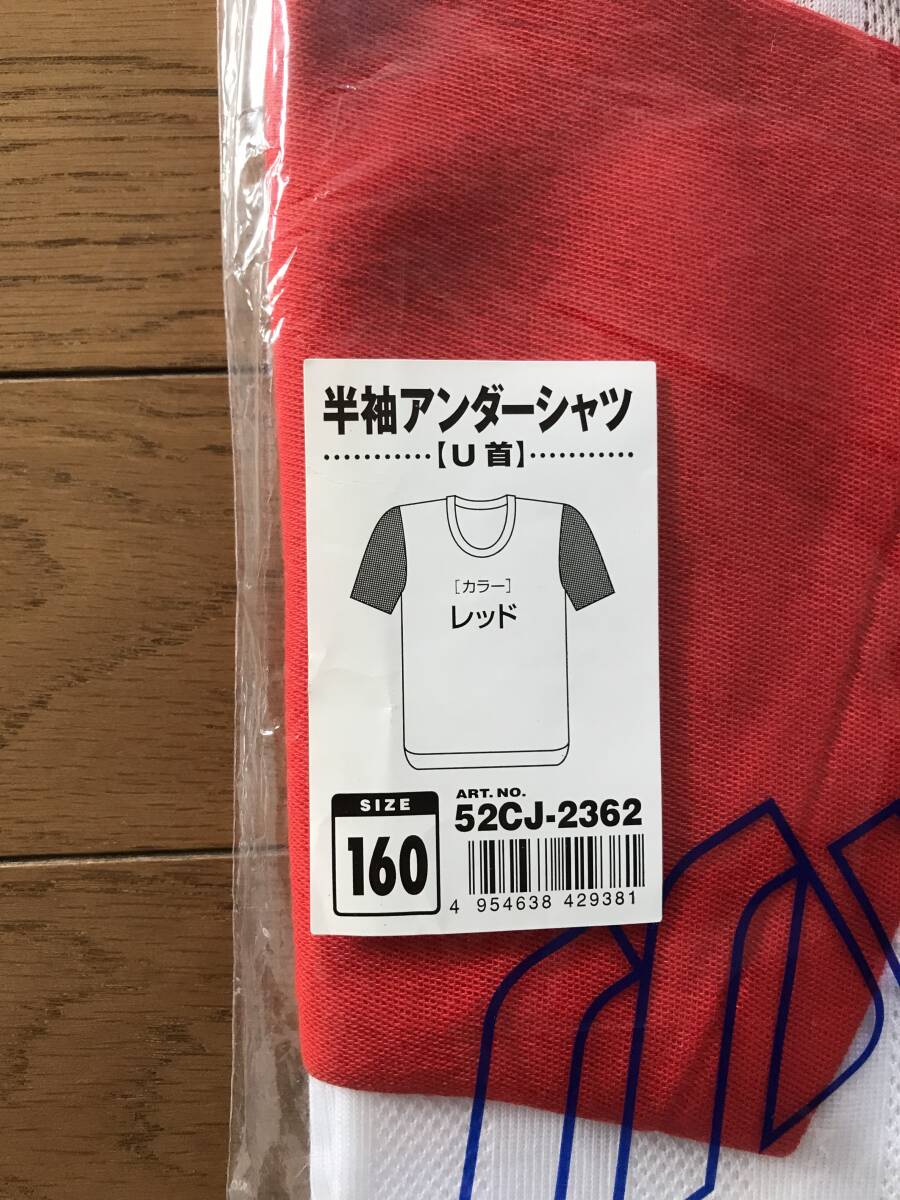 半袖アンダーシャツ
…………【U首】…………
[カラー]
レッド
SIZE
160
ART. NO.
52CJ-2362
4 954638 429381